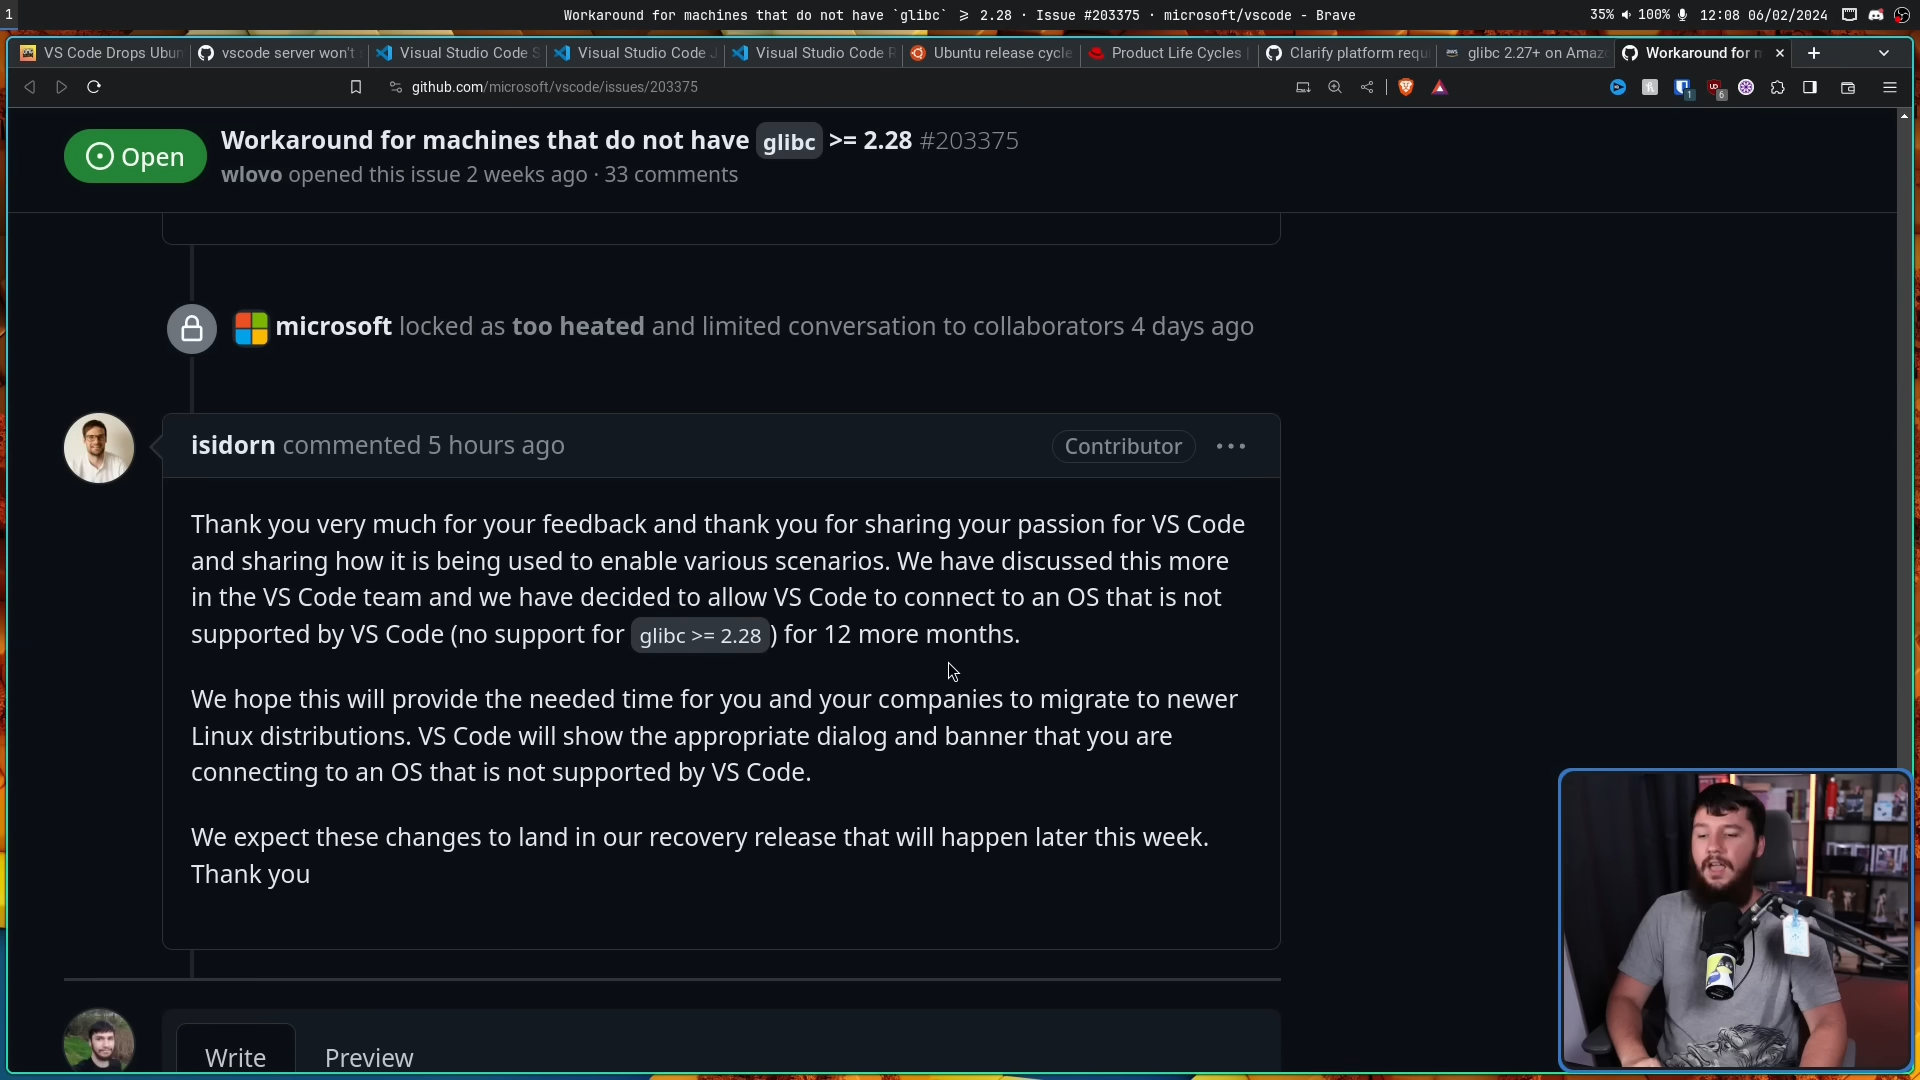 1
Workaround for machines that do not have `glibc` ⩾ 2.28 · Issue #203375 · microsoft/vscode - Brave
35% 100% 12:08 06/02/2024
VS Code Drops Ubun
vscode server won't
Visual Studio Code S
Visual Studio Code J
Visual Studio Code R
Ubuntu release cycle
Product Life Cycles
Clarify platform requ
glibc 2.27+ on Amaz
Workaround for m
github.com/microsoft/vscode/issues/203375
1
6
Open
Workaround for machines that do not have glibc >= 2.28 #203375
wlovo opened this issue 2 weeks ago · 33 comments
microsoft locked as too heated and limited conversation to collaborators 4 days ago
isidorn commented 5 hours ago
Contributor
Thank you very much for your feedback and thank you for sharing your passion for VS Code
and sharing how it is being used to enable various scenarios. We have discussed this more
in the VS Code team and we have decided to allow VS Code to connect to an OS that is not
supported by VS Code (no support for glibc >= 2.28 ) for 12 more months.
We hope this will provide the needed time for you and your companies to migrate to newer
Linux distributions. VS Code will show the appropriate dialog and banner that you are
connecting to an OS that is not supported by VS Code.
We expect these changes to land in our recovery release that will happen later this week.
Thank you
Write
Preview